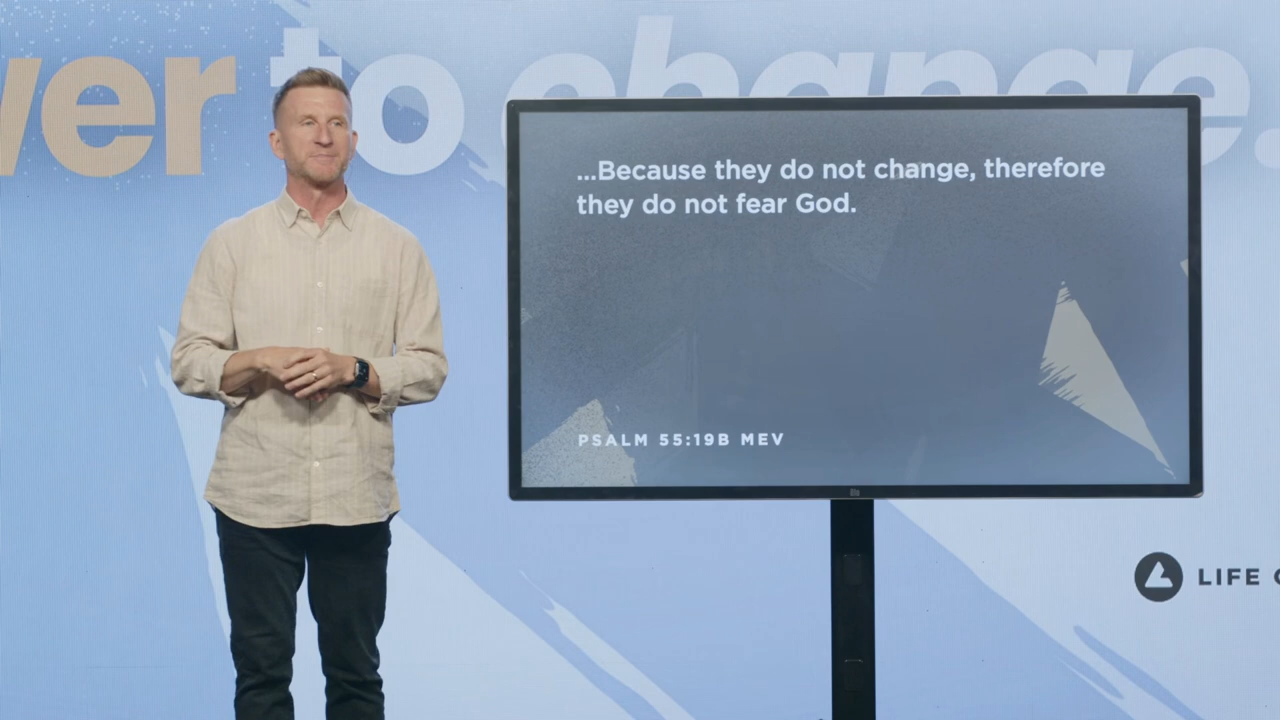 wer to change.
...Because they do not change, therefore
they do not fear God.
PSALM 55:19B MEV
LIFE